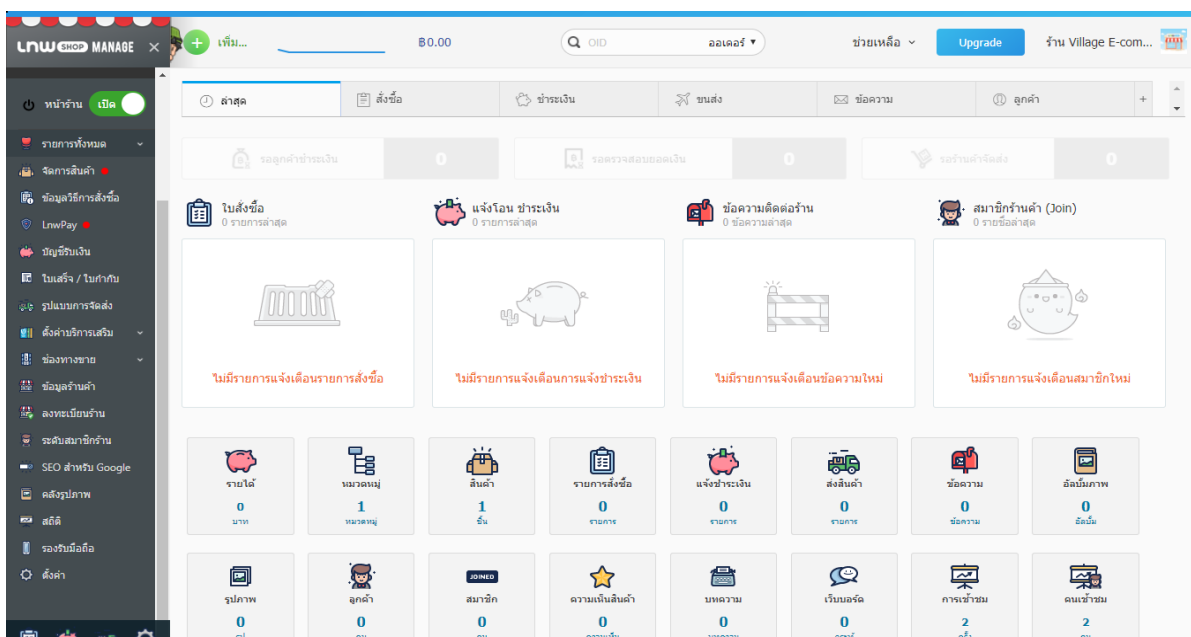 LnW SHOP MANAGE ×
เพิ่ม...
฿0.00
OID
ออเดอร์ ▾
ช่วยเหลือ
Upgrade
ร้าน Village E-com...
หน้าร้าน เปิด
รายการทั้งหมด
จัดการสินค้า
ข้อมูลวิธีการสั่งซื้อ
LnwPay
บัญชีรับเงิน
ใบเสร็จ / ใบกำกับ
รูปแบบการจัดส่ง
ตั้งค่าบริการเสริม
ช่องทางขาย
ข้อมูลร้านค้า
ลงทะเบียนร้าน
ระดับสมาชิกร้าน
SEO สำหรับ Google
คลังรูปภาพ
สถิติ
รองรับมือถือ
ตั้งค่า
ล่าสุด
สั่งซื้อ
ชำระเงิน
ขนส่ง
ข้อความ
ลูกค้า
+
รอลูกค้าชำระเงิน 0
รอตรวจสอบยอดเงิน 0
รอร้านค้าจัดส่ง 0
ใบสั่งซื้อ
0 รายการล่าสุด
แจ้งโอน ชำระเงิน
0 รายการล่าสุด
ข้อความติดต่อร้าน
0 ข้อความล่าสุด
สมาชิกร้านค้า (Join)
0 รายชื่อล่าสุด
ไม่มีรายการแจ้งเตือนรายการสั่งซื้อ
ไม่มีรายการแจ้งเตือนการแจ้งชำระเงิน
ไม่มีรายการแจ้งเตือนข้อความใหม่
ไม่มีรายการแจ้งเตือนสมาชิกใหม่
รายได้
0
บาท
หมวดหมู่
1
หมวดหมู่
สินค้า
1
ชิ้น
รายการสั่งซื้อ
0
รายการ
แจ้งชำระเงิน
0
รายการ
ส่งสินค้า
0
รายการ
ข้อความ
0
ข้อความ
อัลบั้มภาพ
0
อัลบั้ม
รูปภาพ
0
ลูกค้า
0
JOINED
สมาชิก
0
ความเห็นสินค้า
0
บทความ
0
เว็บบอร์ด
0
การเข้าชม
2
คนเข้าชม
2